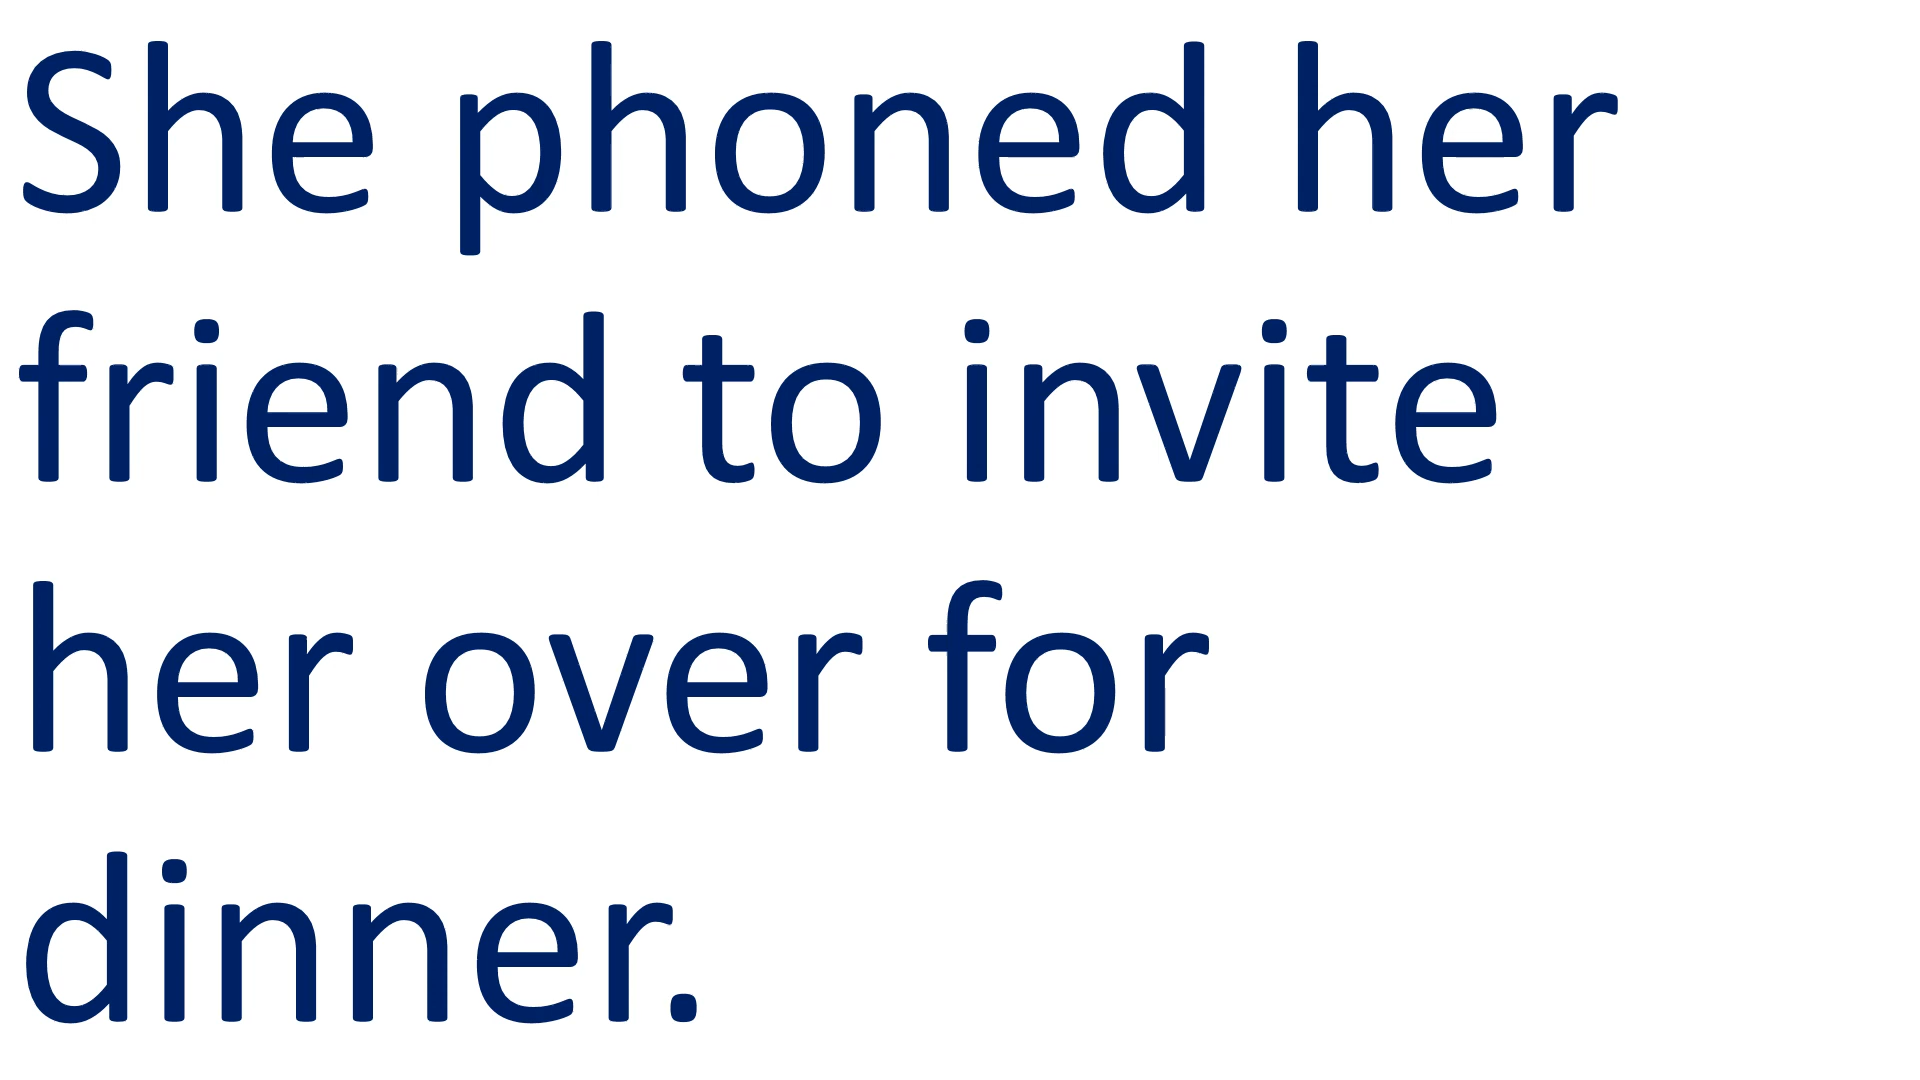 She phoned her
friend to invite
her over for
dinner.